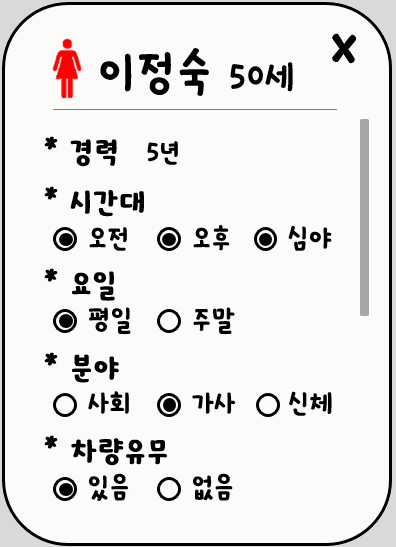 이정숙 50세 X
* 경력 5년
* 시간대
오전 오후 심야
* 요일
평일 주말
* 분야
사회 가사 신체
* 차량유무
있음 없음